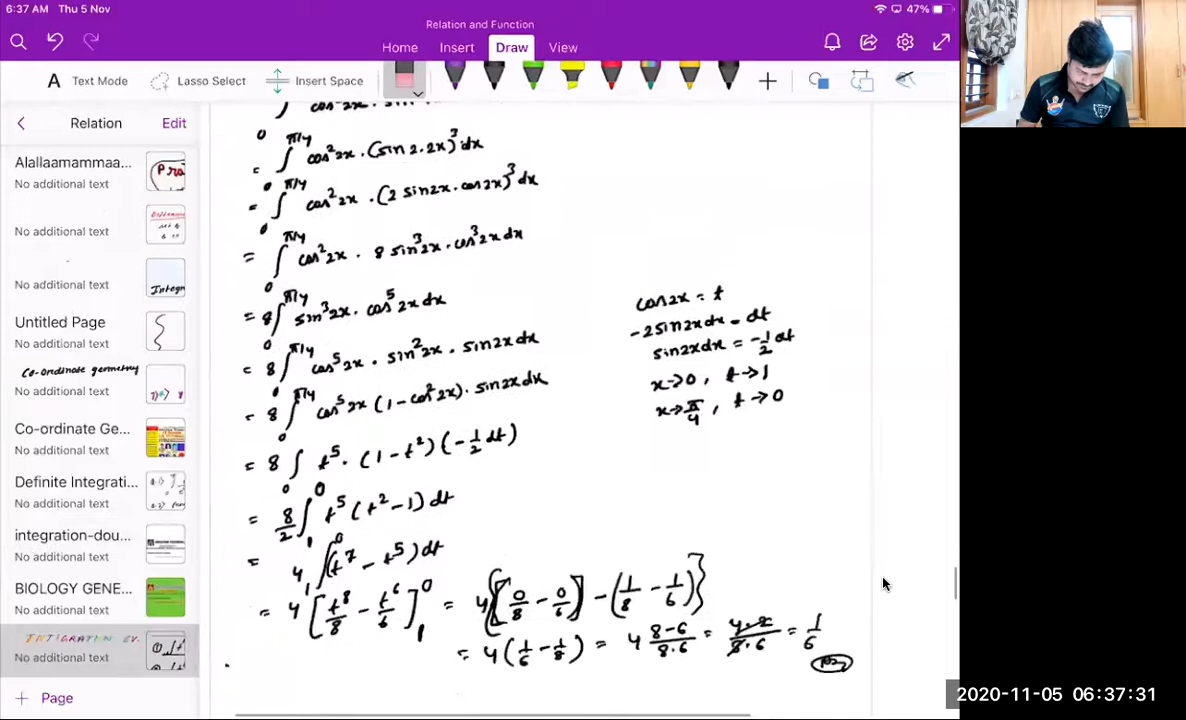 6:37 AM Thu 5 Nov
47%
Relation and Function
Home Insert Draw View
A Text Mode Lasso Select Insert Space
Relation Edit
Alallaamammaa...
No additional text
No additional text
No additional text
Integr
Untitled Page
No additional text
Co-ordinate geometry
No additional text
Co-ordinate Ge...
No additional text
Definite Integrati...
No additional text
integration-dou...
No additional text
BIOLOGY GENE...
No additional text
INTIGRATION EV.
No additional text
+ Page
= ∫₀^{π/4} cos²2x . (sin 2.2x)³ dx
= ∫₀^{π/4} cos²2x . (2 sin2x . cos2x)³ dx
= ∫₀^{π/4} cos²2x . 8 sin³2x . cos³2x dx
= 8∫₀^{π/4} sin³2x . cos⁵2x dx
= 8 ∫₀^{π/4} cos⁵2x . sin²2x . sin2x dx
= 8 ∫₀^{π/4} cos⁵2x (1 - cos²2x) . sin2x dx
= 8 ∫ t⁵ . (1 - t²) (-1/2 dt)
= 8/2 ∫₁⁰ t⁵ (t² - 1) dt
= 4 ∫₁⁰ (t⁷ - t⁵) dt
= 4 [t⁸/8 - t⁶/6]₁⁰ = 4{[0/8 - 0/6] - (1/8 - 1/6)}
= 4 (1/6 - 1/8) = 4 8-6/8.6 = 4.2/8.6 = 1/6
cos2x = t
-2sin2x dx = dt
sin2x dx = -1/2 dt
x→0, t→1
x→π/4, t→0
2020-11-05 06:37:31